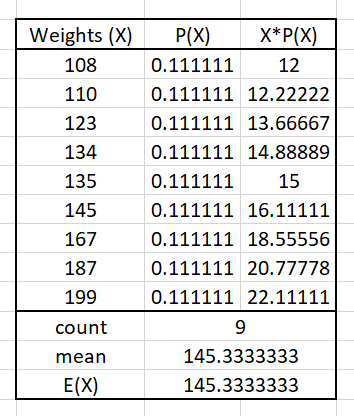 Weights (X) P(X) X*P(X)
108 0.111111 12
110 0.111111 12.22222
123 0.111111 13.66667
134 0.111111 14.88889
135 0.111111 15
145 0.111111 16.11111
167 0.111111 18.55556
187 0.111111 20.77778
199 0.111111 22.11111
count 9
mean 145.3333333
E(X) 145.3333333